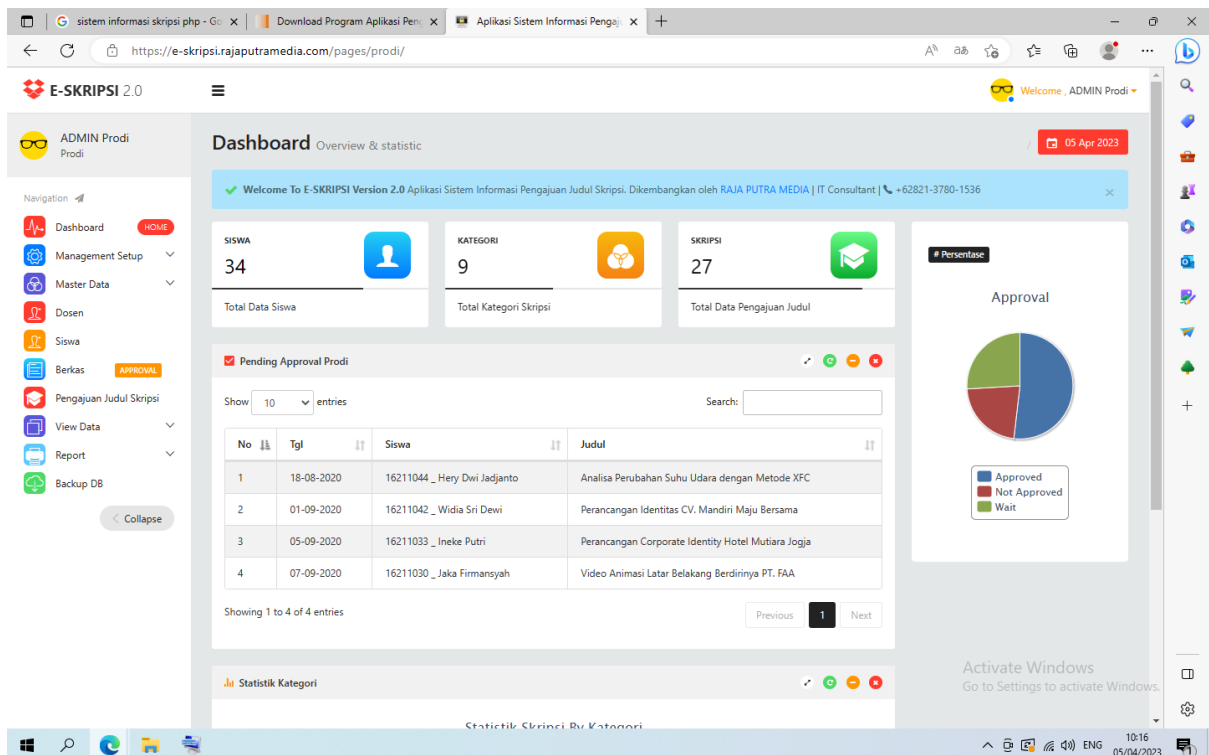 sistem informasi skripsi php - Go
Download Program Aplikasi Peng
Aplikasi Sistem Informasi Pengaju
https://e-skripsi.rajaputramedia.com/pages/prodi/
E-SKRIPSI 2.0
Welcome , ADMIN Prodi
ADMIN Prodi
Prodi
Dashboard Overview & statistic
/ 05 Apr 2023
Navigation
Dashboard HOME
Management Setup
Master Data
Dosen
Siswa
Berkas APPROVAL
Pengajuan Judul Skripsi
View Data
Report
Backup DB
Collapse
Welcome To E-SKRIPSI Version 2.0 Aplikasi Sistem Informasi Pengajuan Judul Skripsi. Dikembangkan oleh RAJA PUTRA MEDIA | IT Consultant | +62821-3780-1536 ×
SISWA
34
Total Data Siswa
KATEGORI
9
Total Kategori Skripsi
SKRIPSI
27
Total Data Pengajuan Judul
Pending Approval Prodi
Show 10 entries
Search:
No Tgl Siswa Judul
1 18-08-2020 16211044 _ Hery Dwi Jadjanto Analisa Perubahan Suhu Udara dengan Metode XFC
2 01-09-2020 16211042 _ Widia Sri Dewi Perancangan Identitas CV. Mandiri Maju Bersama
3 05-09-2020 16211033 _ Ineke Putri Perancangan Corporate Identity Hotel Mutiara Jogja
4 07-09-2020 16211030 _ Jaka Firmansyah Video Animasi Latar Belakang Berdirinya PT. FAA
Showing 1 to 4 of 4 entries
Previous 1 Next
Statistik Kategori
Statistik Skripsi By Kategori
# Persentase
Approval
Approved
Not Approved
Wait
Activate Windows
Go to Settings to activate Windows.
ENG
10:16
05/04/2023